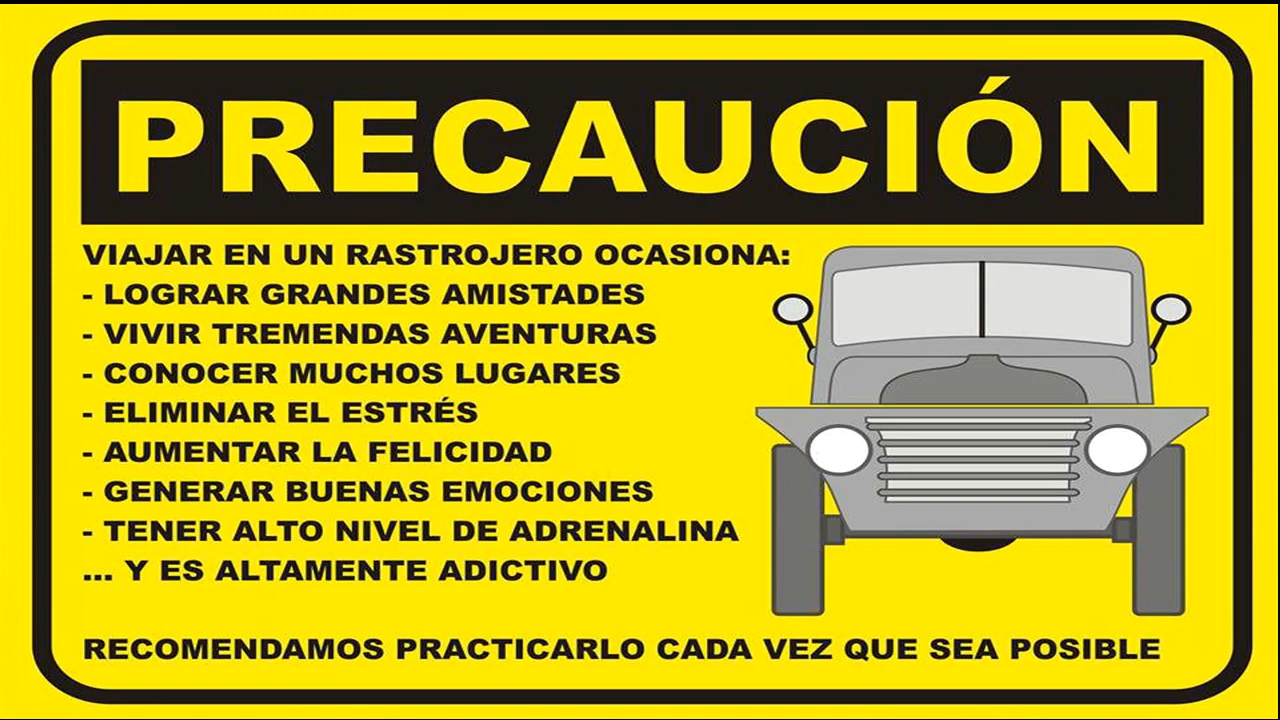 PRECAUCIÓN
VIAJAR EN UN RASTROJERO OCASIONA:
- LOGRAR GRANDES AMISTADES
- VIVIR TREMENDAS AVENTURAS
- CONOCER MUCHOS LUGARES
- ELIMINAR EL ESTRÉS
- AUMENTAR LA FELICIDAD
- GENERAR BUENAS EMOCIONES
- TENER ALTO NIVEL DE ADRENALINA
... Y ES ALTAMENTE ADICTIVO
RECOMENDAMOS PRACTICARLO CADA VEZ QUE SEA POSIBLE